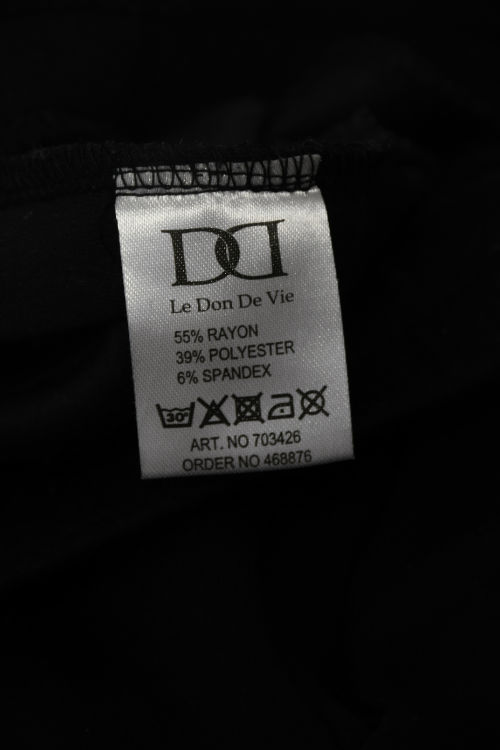 DD
Le Don De Vie
55% RAYON
39% POLYESTER
6% SPANDEX
30°
ART. NO 703426
ORDER NO 468876